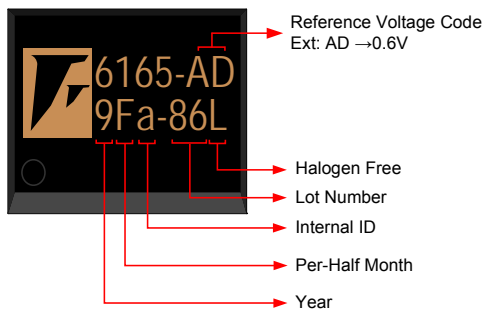 Reference Voltage Code
Ext: AD →0.6V
6165-AD
9Fa-86L
Halogen Free
Lot Number
Internal ID
Per-Half Month
Year